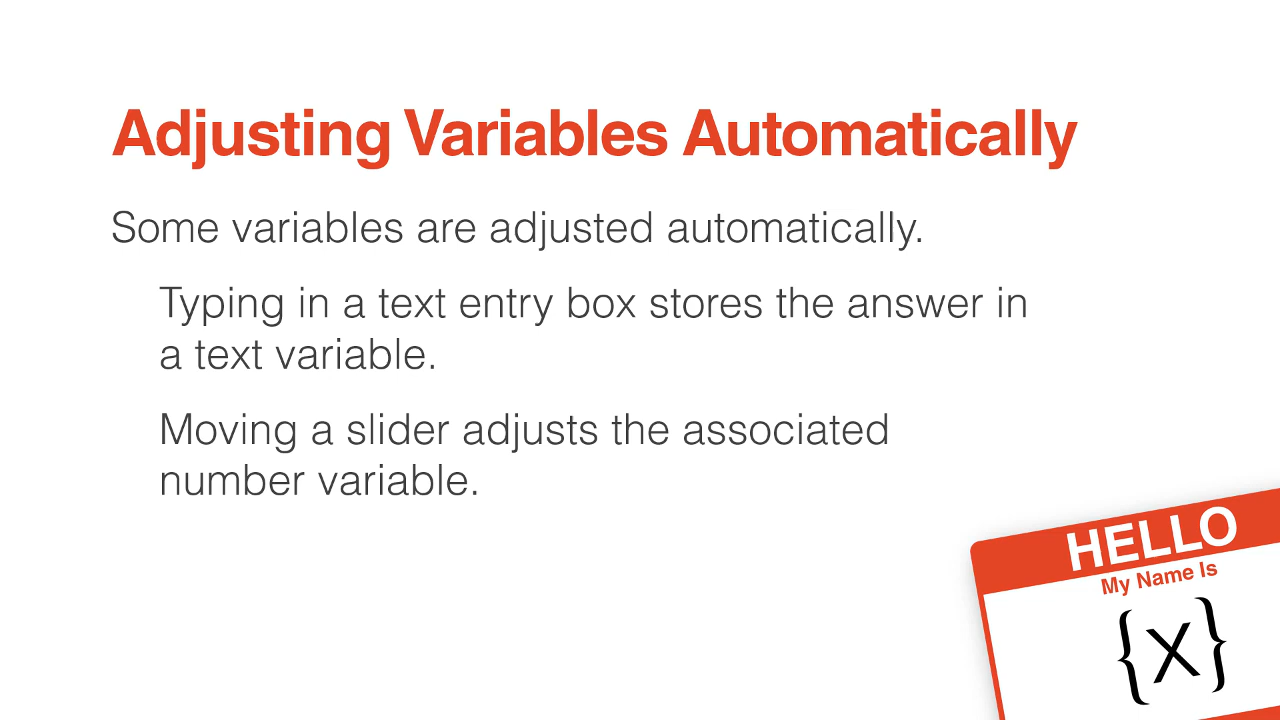 Adjusting Variables Automatically
Some variables are adjusted automatically.
Typing in a text entry box stores the answer in
a text variable.
Moving a slider adjusts the associated
number variable.
HELLO
My Name Is
{X}